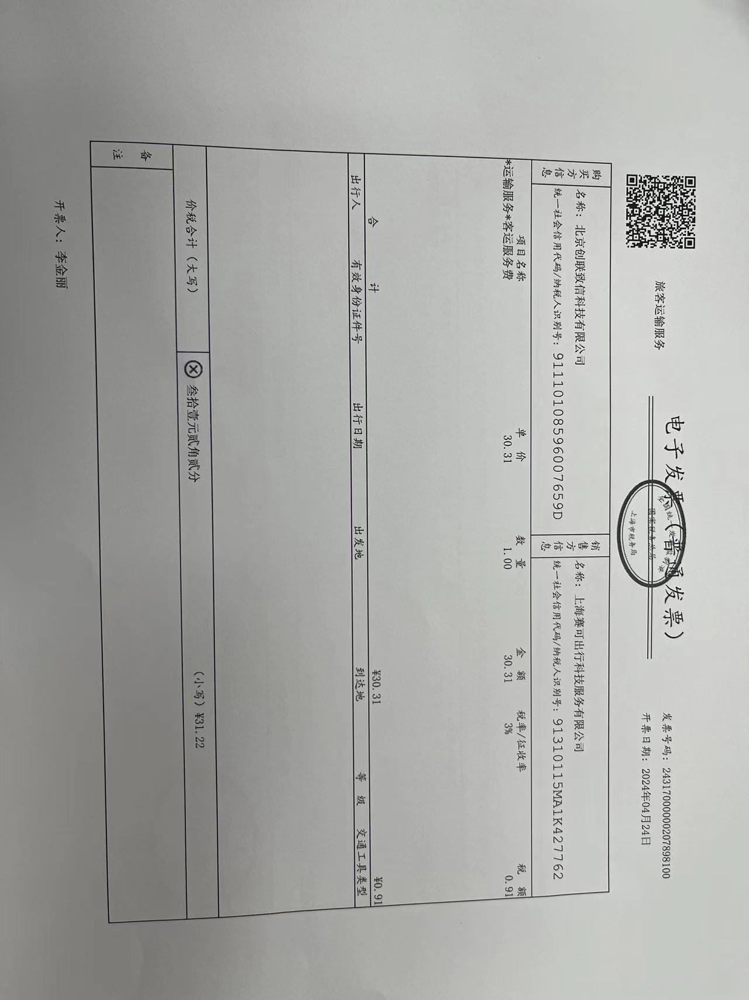 旅客运输服务
电子发票（普通发票）
全国统一发票监制章
国家税务总局
上海市税务局
发票号码：24317000000207898100
开票日期：2024年04月24日
购买方信息
名称：北京创联致信科技有限公司
统一社会信用代码/纳税人识别号：91110108596007659D
销售方信息
名称：上海赛可出行科技服务有限公司
统一社会信用代码/纳税人识别号：91310115MA1K427762
项目名称 单价 数量 金额 税率/征收率 税额
*运输服务*客运服务费 30.31 1.00 30.31 3% 0.91
合计 ¥30.31 ¥0.91
出行人 有效身份证件号 出行日期 出发地 到达地 等级 交通工具类型
价税合计（大写） 叁拾壹元贰角贰分 （小写）¥31.22
备注
开票人：李金丽